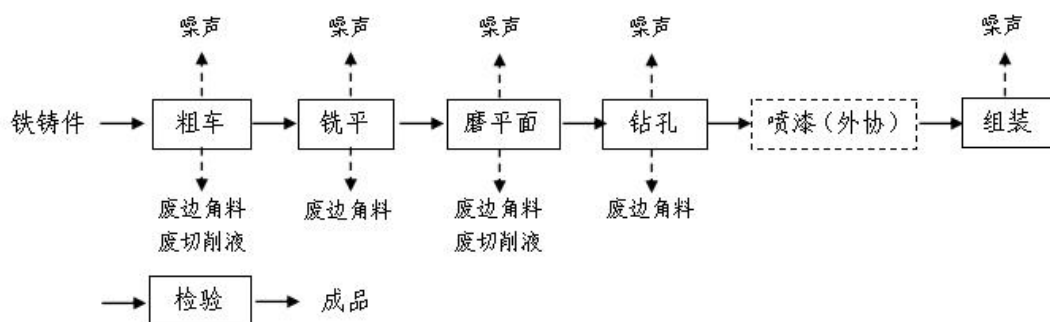 噪声 噪声 噪声 噪声 噪声
铁铸件 粗车 铣平 磨平面 钻孔 喷漆（外协） 组装
废边角料 废边角料 废边角料 废边角料
废切削液 废切削液
检验 成品